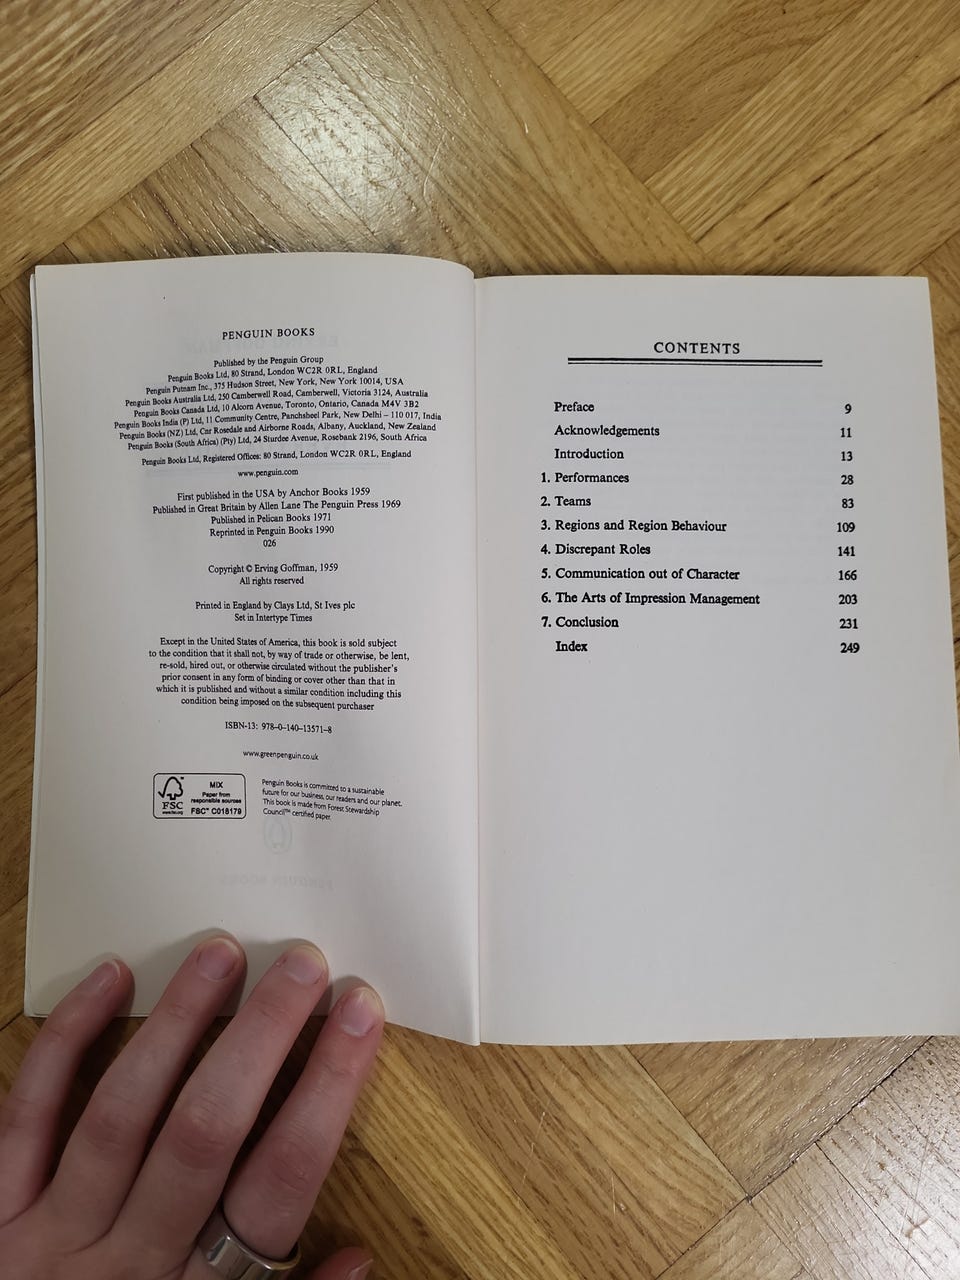 PENGUIN BOOKS
Published by the Penguin Group
Penguin Books Ltd, 80 Strand, London WC2R 0RL, England
Penguin Putnam Inc., 375 Hudson Street, New York, New York 10014, USA
Penguin Books Australia Ltd, 250 Camberwell Road, Camberwell, Victoria 3124, Australia
Penguin Books Canada Ltd, 10 Alcorn Avenue, Toronto, Ontario, Canada M4V 3B2
Penguin Books India (P) Ltd, 11 Community Centre, Panchsheel Park, New Delhi – 110 017, India
Penguin Books (NZ) Ltd, Cnr Rosedale and Airborne Roads, Albany, Auckland, New Zealand
Penguin Books (South Africa) (Pty) Ltd, 24 Sturdee Avenue, Rosebank 2196, South Africa
Penguin Books Ltd, Registered Offices: 80 Strand, London WC2R 0RL, England
www.penguin.com
First published in the USA by Anchor Books 1959
Published in Great Britain by Allen Lane The Penguin Press 1969
Published in Pelican Books 1971
Reprinted in Penguin Books 1990
026
Copyright © Erving Goffman, 1959
All rights reserved
Printed in England by Clays Ltd, St Ives plc
Set in Intertype Times
Except in the United States of America, this book is sold subject
to the condition that it shall not, by way of trade or otherwise, be lent,
re-sold, hired out, or otherwise circulated without the publisher's
prior consent in any form of binding or cover other than that in
which it is published and without a similar condition including this
condition being imposed on the subsequent purchaser
ISBN-13: 978-0-140-13571-8
www.greenpenguin.co.uk
FSC
www.fsc.org
MIX
Paper from
responsible sources
FSC™ C018179
Penguin Books is committed to a sustainable
future for our business, our readers and our planet.
This book is made from Forest Stewardship
Council™ certified paper.
CONTENTS
Preface 9
Acknowledgements 11
Introduction 13
1. Performances 28
2. Teams 83
3. Regions and Region Behaviour 109
4. Discrepant Roles 141
5. Communication out of Character 166
6. The Arts of Impression Management 203
7. Conclusion 231
Index 249